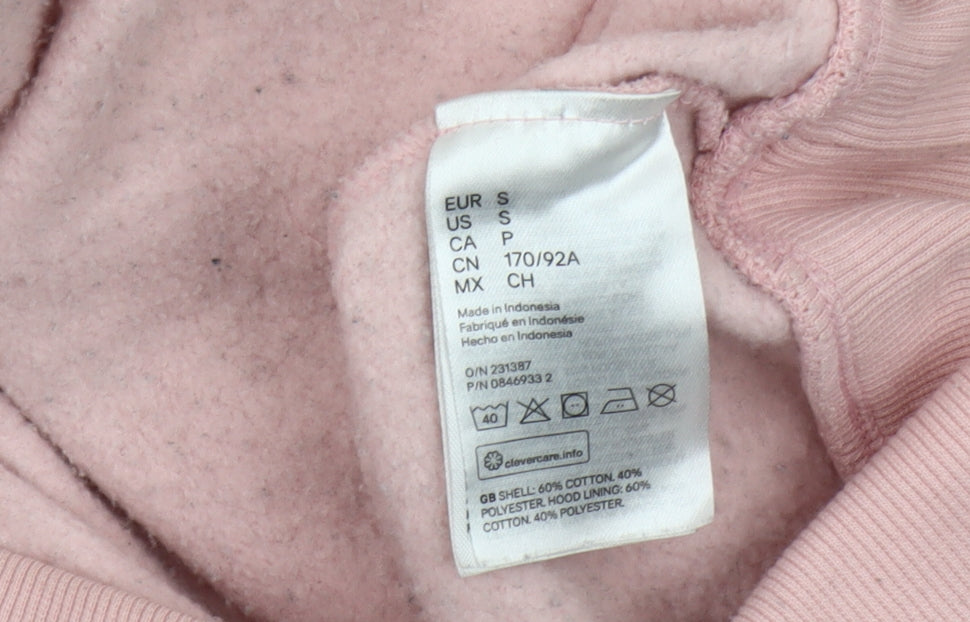 EUR S
US S
CA P
CN 170/92A
MX CH
Made in Indonesia
Fabriqué en Indonésie
Hecho en Indonesia
O/N 231387
P/N 0846933 2
40
clevercare.info
GB SHELL: 60% COTTON. 40%
POLYESTER. HOOD LINING: 60%
COTTON. 40% POLYESTER.